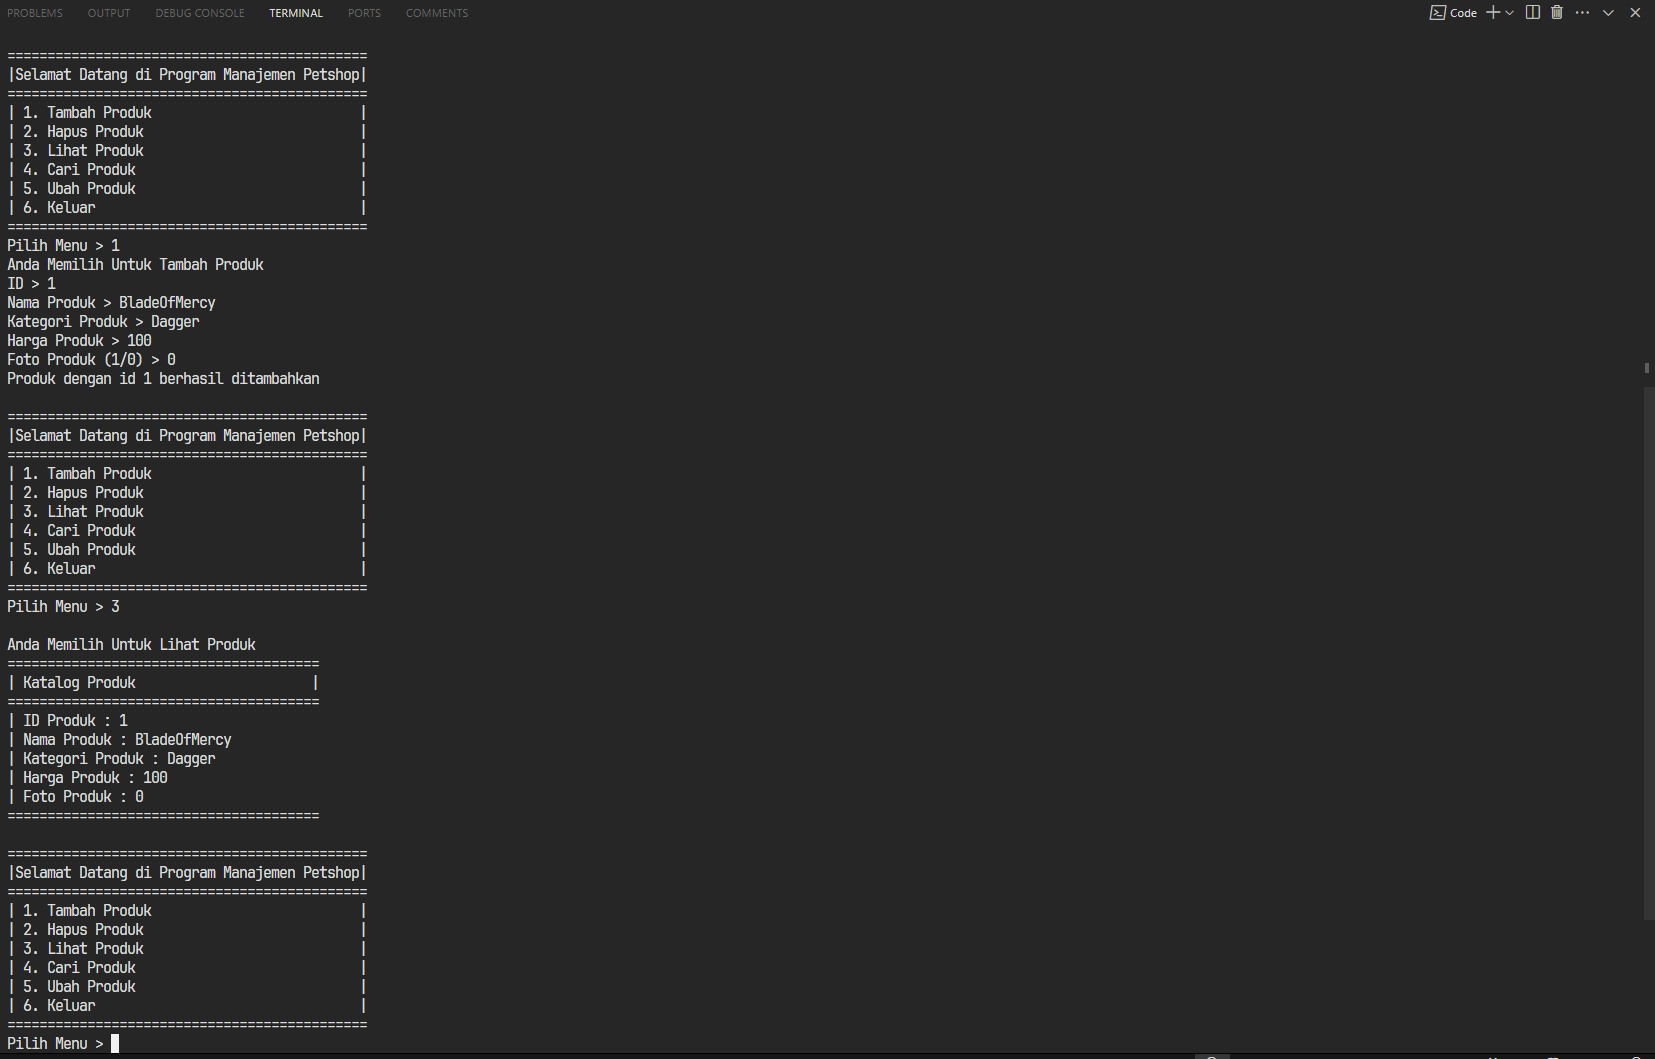 PROBLEMS OUTPUT DEBUG CONSOLE TERMINAL PORTS COMMENTS Code
=============================================
|Selamat Datang di Program Manajemen Petshop|
=============================================
| 1. Tambah Produk                          |
| 2. Hapus Produk                           |
| 3. Lihat Produk                           |
| 4. Cari Produk                            |
| 5. Ubah Produk                            |
| 6. Keluar                                 |
=============================================
Pilih Menu > 1
Anda Memilih Untuk Tambah Produk
ID > 1
Nama Produk > BladeOfMercy
Kategori Produk > Dagger
Harga Produk > 100
Foto Produk (1/0) > 0
Produk dengan id 1 berhasil ditambahkan
=============================================
|Selamat Datang di Program Manajemen Petshop|
=============================================
| 1. Tambah Produk                          |
| 2. Hapus Produk                           |
| 3. Lihat Produk                           |
| 4. Cari Produk                            |
| 5. Ubah Produk                            |
| 6. Keluar                                 |
=============================================
Pilih Menu > 3
Anda Memilih Untuk Lihat Produk
=======================================
| Katalog Produk                      |
=======================================
| ID Produk : 1
| Nama Produk : BladeOfMercy
| Kategori Produk : Dagger
| Harga Produk : 100
| Foto Produk : 0
=======================================
=============================================
|Selamat Datang di Program Manajemen Petshop|
=============================================
| 1. Tambah Produk                          |
| 2. Hapus Produk                           |
| 3. Lihat Produk                           |
| 4. Cari Produk                            |
| 5. Ubah Produk                            |
| 6. Keluar                                 |
=============================================
Pilih Menu >